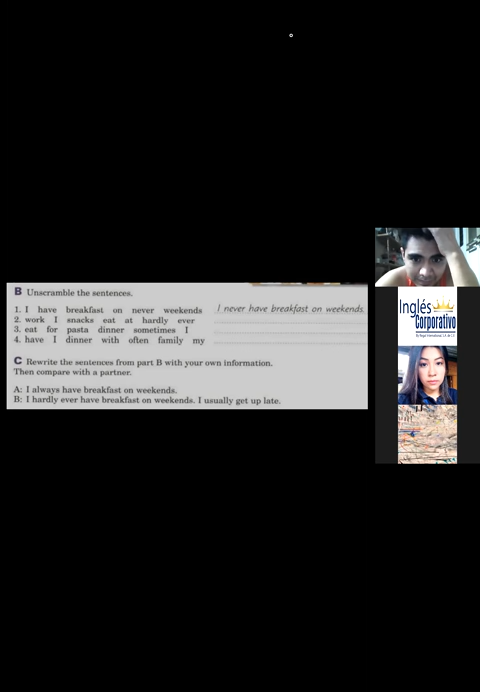 B Unscramble the sentences.
1. I have breakfast on never weekends I never have breakfast on weekends.
2. work I snacks eat at hardly ever
3. eat for pasta dinner sometimes I
4. have I dinner with often family my
C Rewrite the sentences from part B with your own information.
Then compare with a partner.
A: I always have breakfast on weekends.
B: I hardly ever have breakfast on weekends. I usually get up late.
Inglés
Corporativo